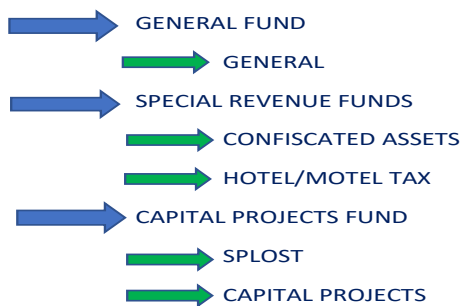 GENERAL FUND
GENERAL
SPECIAL REVENUE FUNDS
CONFISCATED ASSETS
HOTEL/MOTEL TAX
CAPITAL PROJECTS FUND
SPLOST
CAPITAL PROJECTS